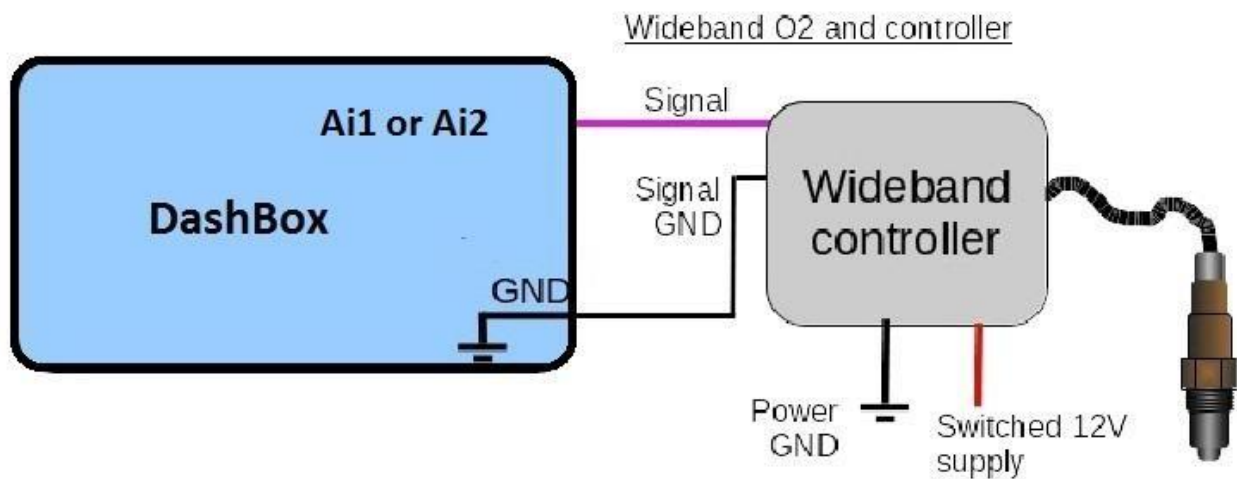 Wideband O2 and controller
Ai1 or Ai2
Signal
DashBox
Signal
GND
Wideband
controller
GND
Power
GND
Switched 12V
supply